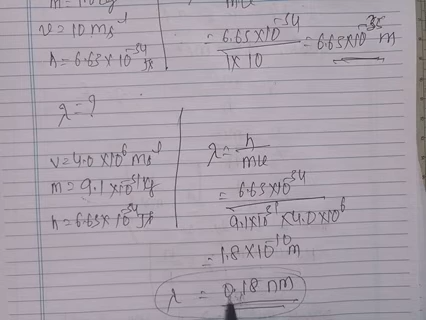 m = 1.0 kg
v = 10 ms⁻¹
h = 6.63 × 10⁻³⁴ Js
mv
= 6.63 × 10⁻³⁴ / 1 × 10 = 6.63 × 10⁻³⁵ m
λ = ?
v = 4.0 × 10⁶ ms⁻¹
m = 9.1 × 10⁻³¹ kg
h = 6.63 × 10⁻³⁴ Js
λ = h / mv
= 6.63 × 10⁻³⁴ / 9.1 × 10⁻³¹ × 4.0 × 10⁶
= 1.8 × 10⁻¹⁰ m
λ = 0.18 nm